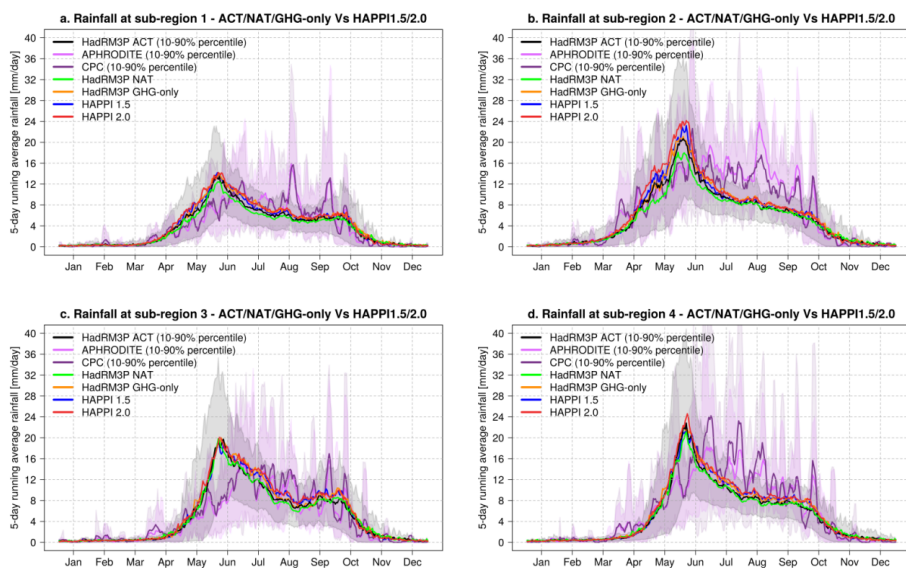 a. Rainfall at sub-region 1 - ACT/NAT/GHG-only Vs HAPPI1.5/2.0
5-day running average rainfall [mm/day]
40
36
32
28
24
20
16
12
8
4
0
HadRM3P ACT (10-90% percentile)
APHRODITE (10-90% percentile)
CPC (10-90% percentile)
HadRM3P NAT
HadRM3P GHG-only
HAPPI 1.5
HAPPI 2.0
Jan Feb Mar Apr May Jun Jul Aug Sep Oct Nov Dec
b. Rainfall at sub-region 2 - ACT/NAT/GHG-only Vs HAPPI1.5/2.0
5-day running average rainfall [mm/day]
40
36
32
28
24
20
16
12
8
4
0
HadRM3P ACT (10-90% percentile)
APHRODITE (10-90% percentile)
CPC (10-90% percentile)
HadRM3P NAT
HadRM3P GHG-only
HAPPI 1.5
HAPPI 2.0
Jan Feb Mar Apr May Jun Jul Aug Sep Oct Nov Dec
c. Rainfall at sub-region 3 - ACT/NAT/GHG-only Vs HAPPI1.5/2.0
5-day running average rainfall [mm/day]
40
36
32
28
24
20
16
12
8
4
0
HadRM3P ACT (10-90% percentile)
APHRODITE (10-90% percentile)
CPC (10-90% percentile)
HadRM3P NAT
HadRM3P GHG-only
HAPPI 1.5
HAPPI 2.0
Jan Feb Mar Apr May Jun Jul Aug Sep Oct Nov Dec
d. Rainfall at sub-region 4 - ACT/NAT/GHG-only Vs HAPPI1.5/2.0
5-day running average rainfall [mm/day]
40
36
32
28
24
20
16
12
8
4
0
HadRM3P ACT (10-90% percentile)
APHRODITE (10-90% percentile)
CPC (10-90% percentile)
HadRM3P NAT
HadRM3P GHG-only
HAPPI 1.5
HAPPI 2.0
Jan Feb Mar Apr May Jun Jul Aug Sep Oct Nov Dec